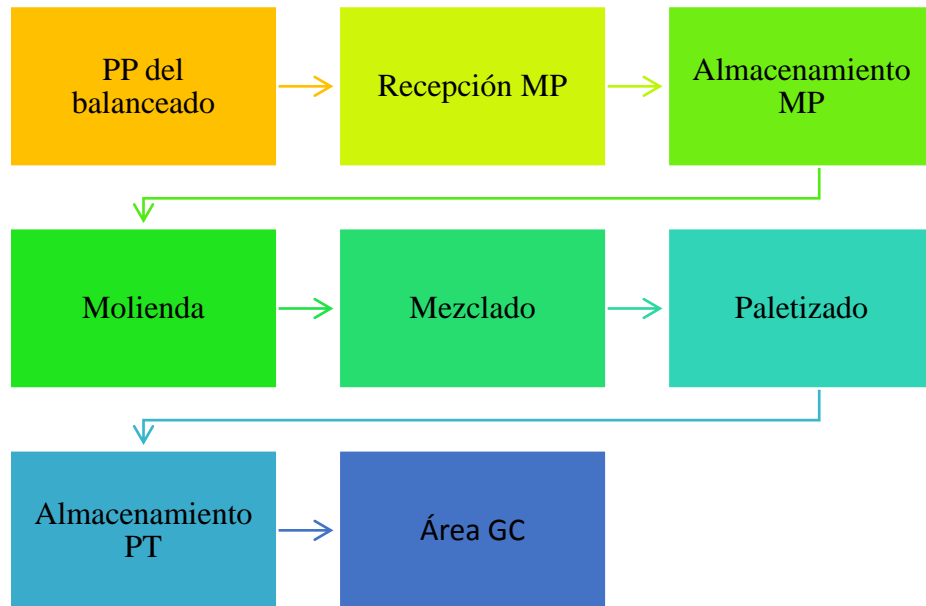 PP del
balanceado
Recepción MP
Almacenamiento
MP
Molienda
Mezclado
Paletizado
Almacenamiento
PT
Área GC